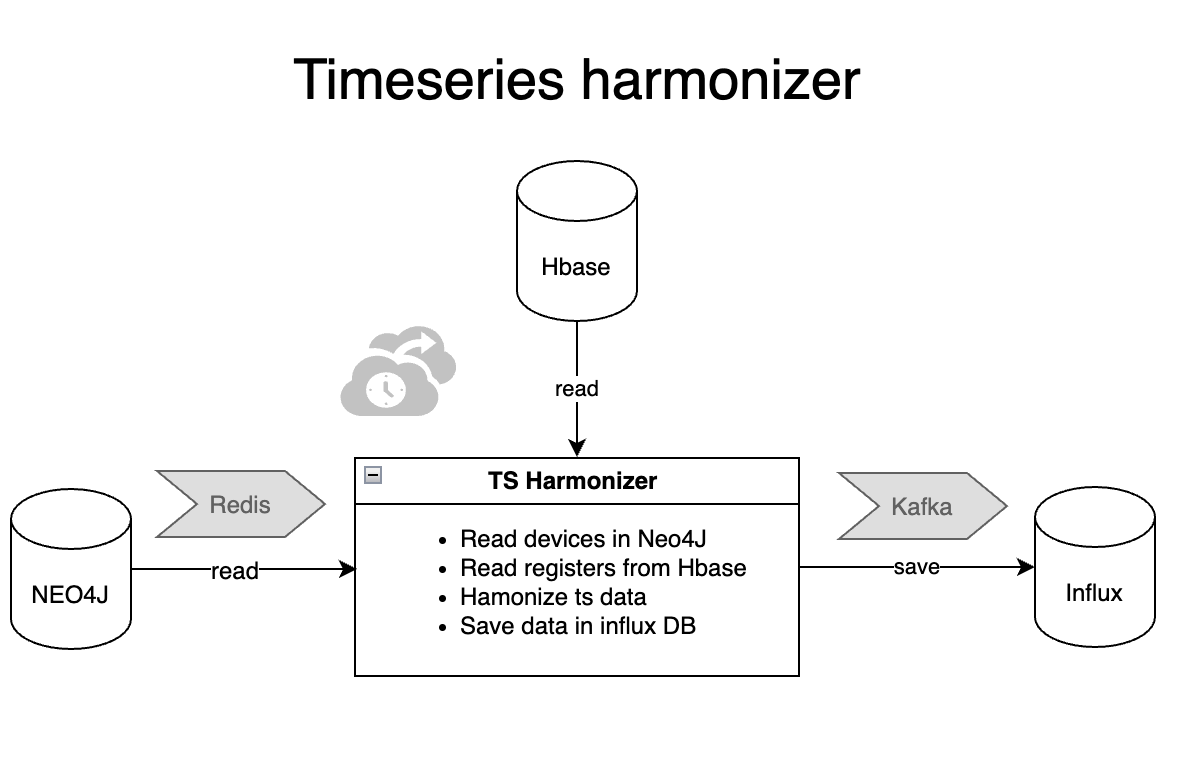 Timeseries harmonizer
Hbase
read
Redis
TS Harmonizer
Kafka
NEO4J
read
• Read devices in Neo4J
• Read registers from Hbase
• Hamonize ts data
• Save data in influx DB
save
Influx